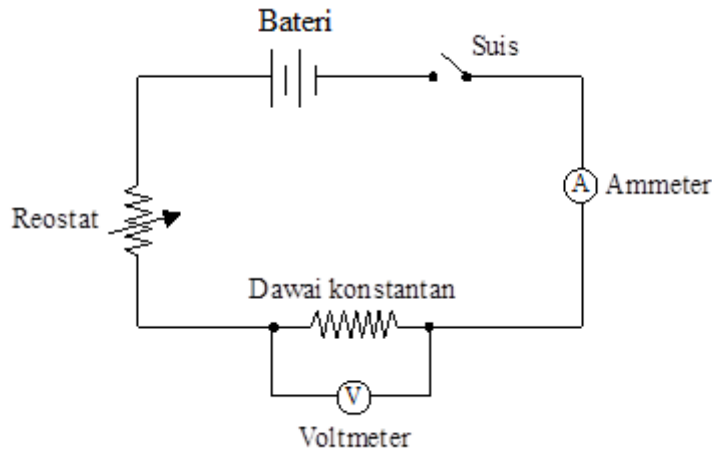 Bateri
Suis
A Ammeter
Reostat
Dawai konstantan
V
Voltmeter